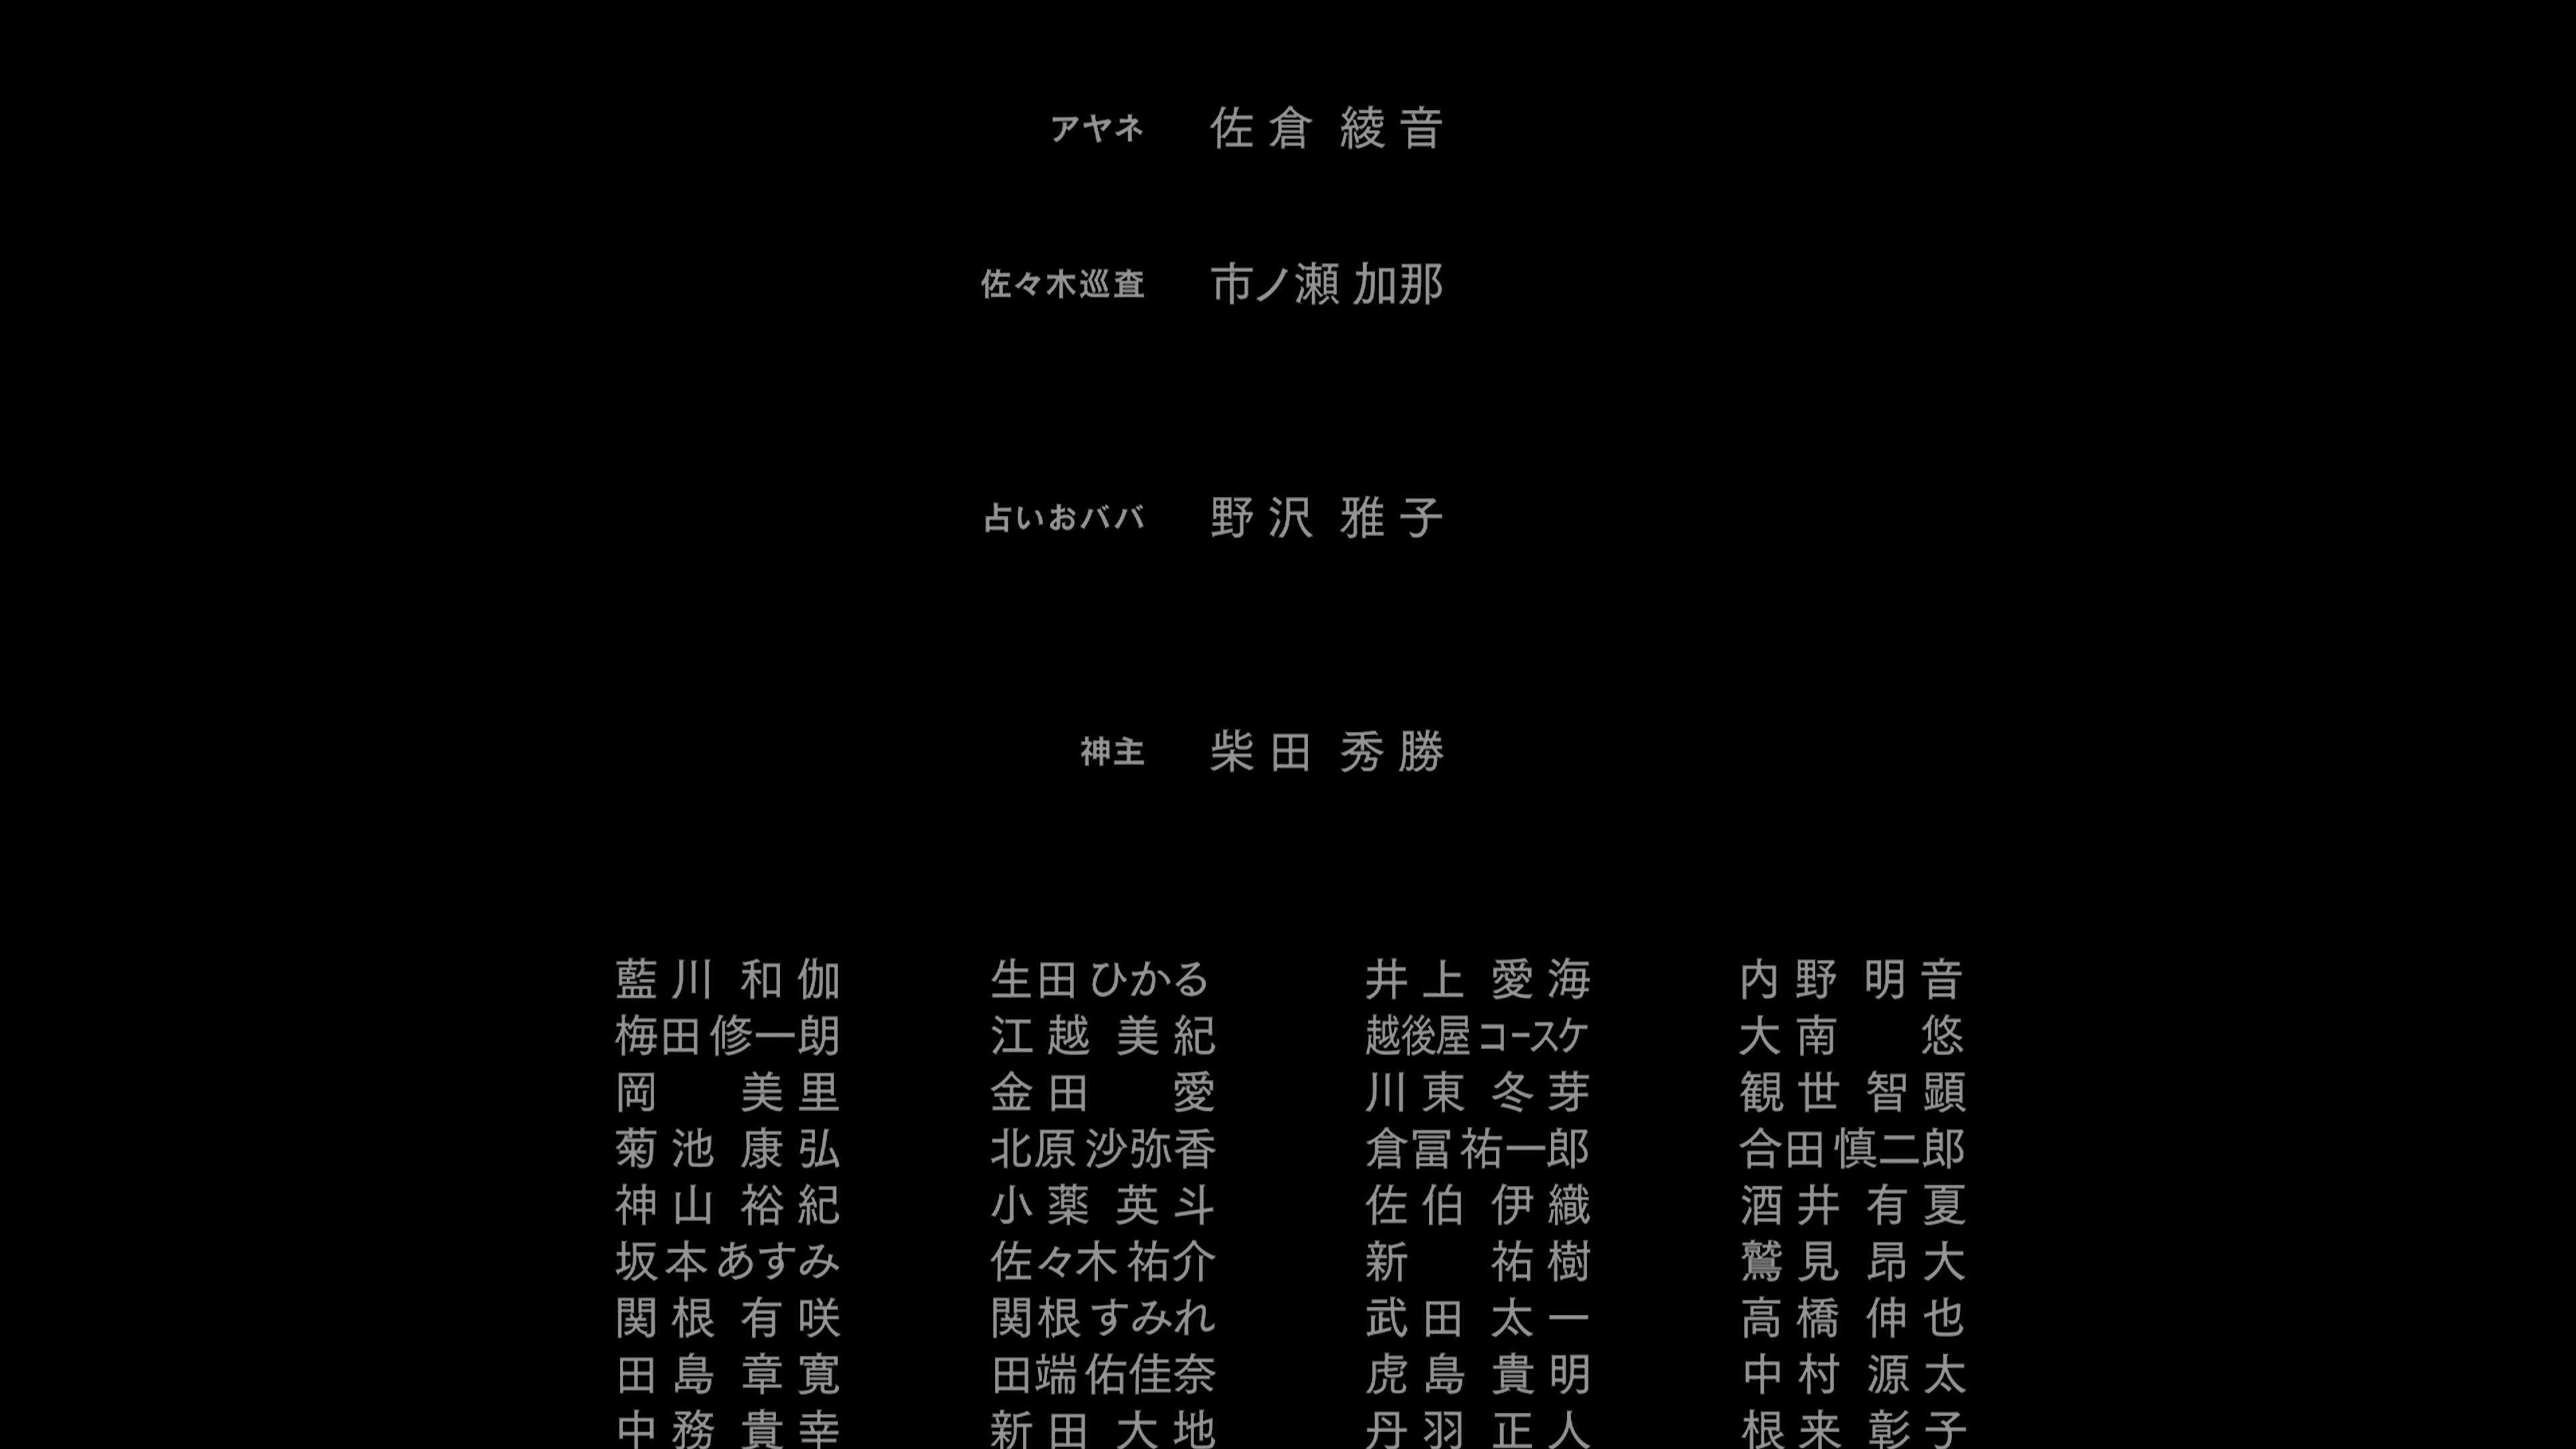 アヤネ 佐倉 綾音
佐々木巡査 市ノ瀬 加那
占いおババ 野沢 雅子
神主 柴田 秀勝
藍川 和伽 生田 ひかる 井上 愛海 内野 明音
梅田 修一朗 江越 美紀 越後屋 コースケ 大南 悠
岡 美里 金田 愛 川東 冬芽 観世 智顕
菊池 康弘 北原 沙弥香 倉冨 祐一郎 合田 慎二郎
神山 裕紀 小薬 英斗 佐伯 伊織 酒井 有夏
坂本 あすみ 佐々木 祐介 新 祐樹 鷲見 昂大
関根 有咲 関根 すみれ 武田 太一 高橋 伸也
田島 章寛 田端 佑佳奈 虎島 貴明 中村 源太
中務 貴幸 新田 大地 丹羽 正人 根来 彰子